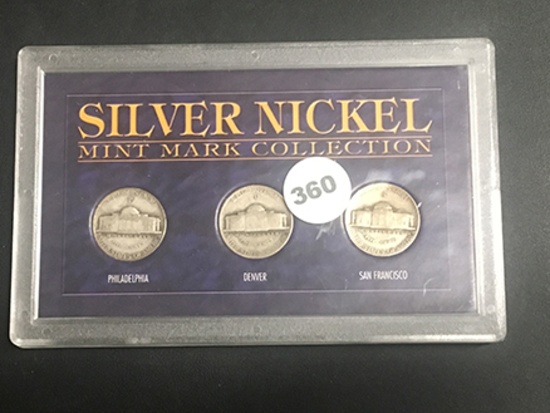 SILVER NICKEL
MINT MARK COLLECTION
360
PHILADELPHIA
DENVER
SAN FRANCISCO